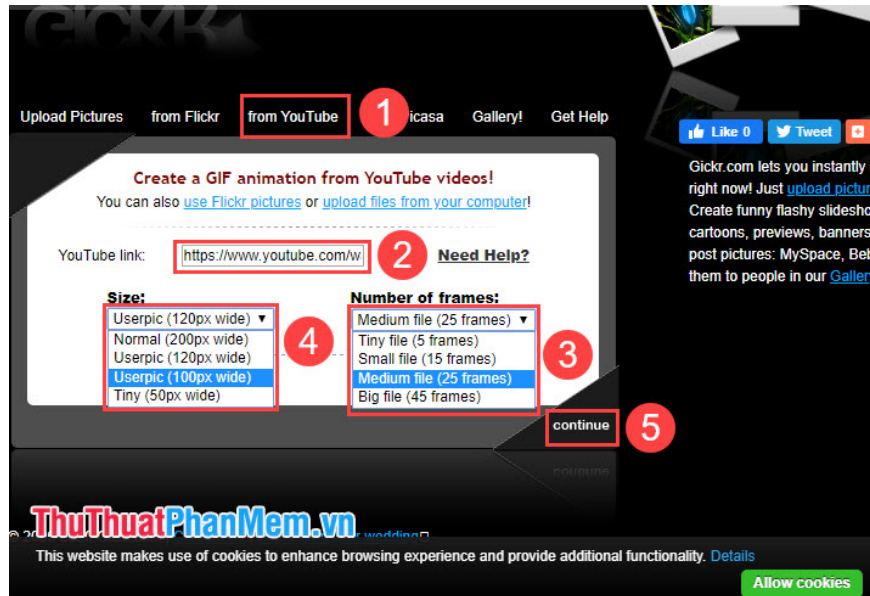 GICKR
Upload Pictures from Flickr from YouTube 1 icasa Gallery! Get Help
Like 0 Tweet
Create a GIF animation from YouTube videos!
You can also use Flickr pictures or upload files from your computer!
YouTube link: https://www.youtube.com/w 2 Need Help?
Size: Number of frames:
Userpic (120px wide) Medium file (25 frames)
Normal (200px wide) Tiny file (5 frames)
Userpic (120px wide) Small file (15 frames)
Userpic (100px wide) Medium file (25 frames)
Tiny (50px wide) Big file (45 frames)
4 3
continue 5
Gickr.com lets you instantly
right now! Just upload pictur
Create funny flashy slidesho
cartoons, previews, banners
post pictures: MySpace, Beb
them to people in our Gallery
ThuThuatPhanMem.vn
wedding
This website makes use of cookies to enhance browsing experience and provide additional functionality. Details
Allow cookies